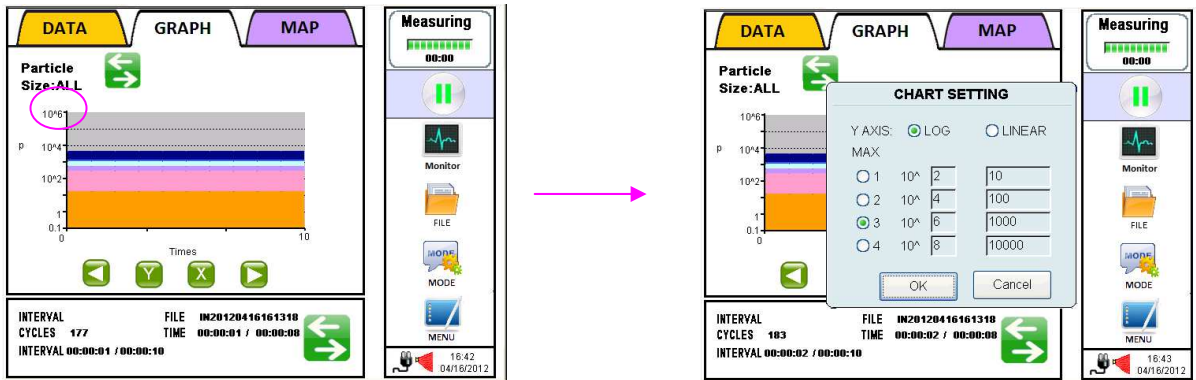 DATA GRAPH MAP
Measuring
00:00
Particle
Size:ALL
10^6
p 10^4
10^2
1
0.1
0 10
Times
Y X
Monitor
FILE
MODE
MODE
MENU
INTERVAL FILE IN20120416161318
CYCLES 177 TIME 00:00:01 / 00:00:08
INTERVAL 00:00:01 / 00:00:10
16:42
04/16/2012
DATA GRAPH MAP
Measuring
00:00
Particle
Size:ALL
10^6
p 10^4
10^2
1
0.1
0
CHART SETTING
Y AXIS: LOG LINEAR
MAX
1 10^ 2 10
2 10^ 4 100
3 10^ 6 1000
4 10^ 8 10000
OK Cancel
Monitor
FILE
MODE
MODE
MENU
INTERVAL FILE IN20120416161318
CYCLES 183 TIME 00:00:02 / 00:00:08
INTERVAL 00:00:02 / 00:00:10
16:43
04/16/2012